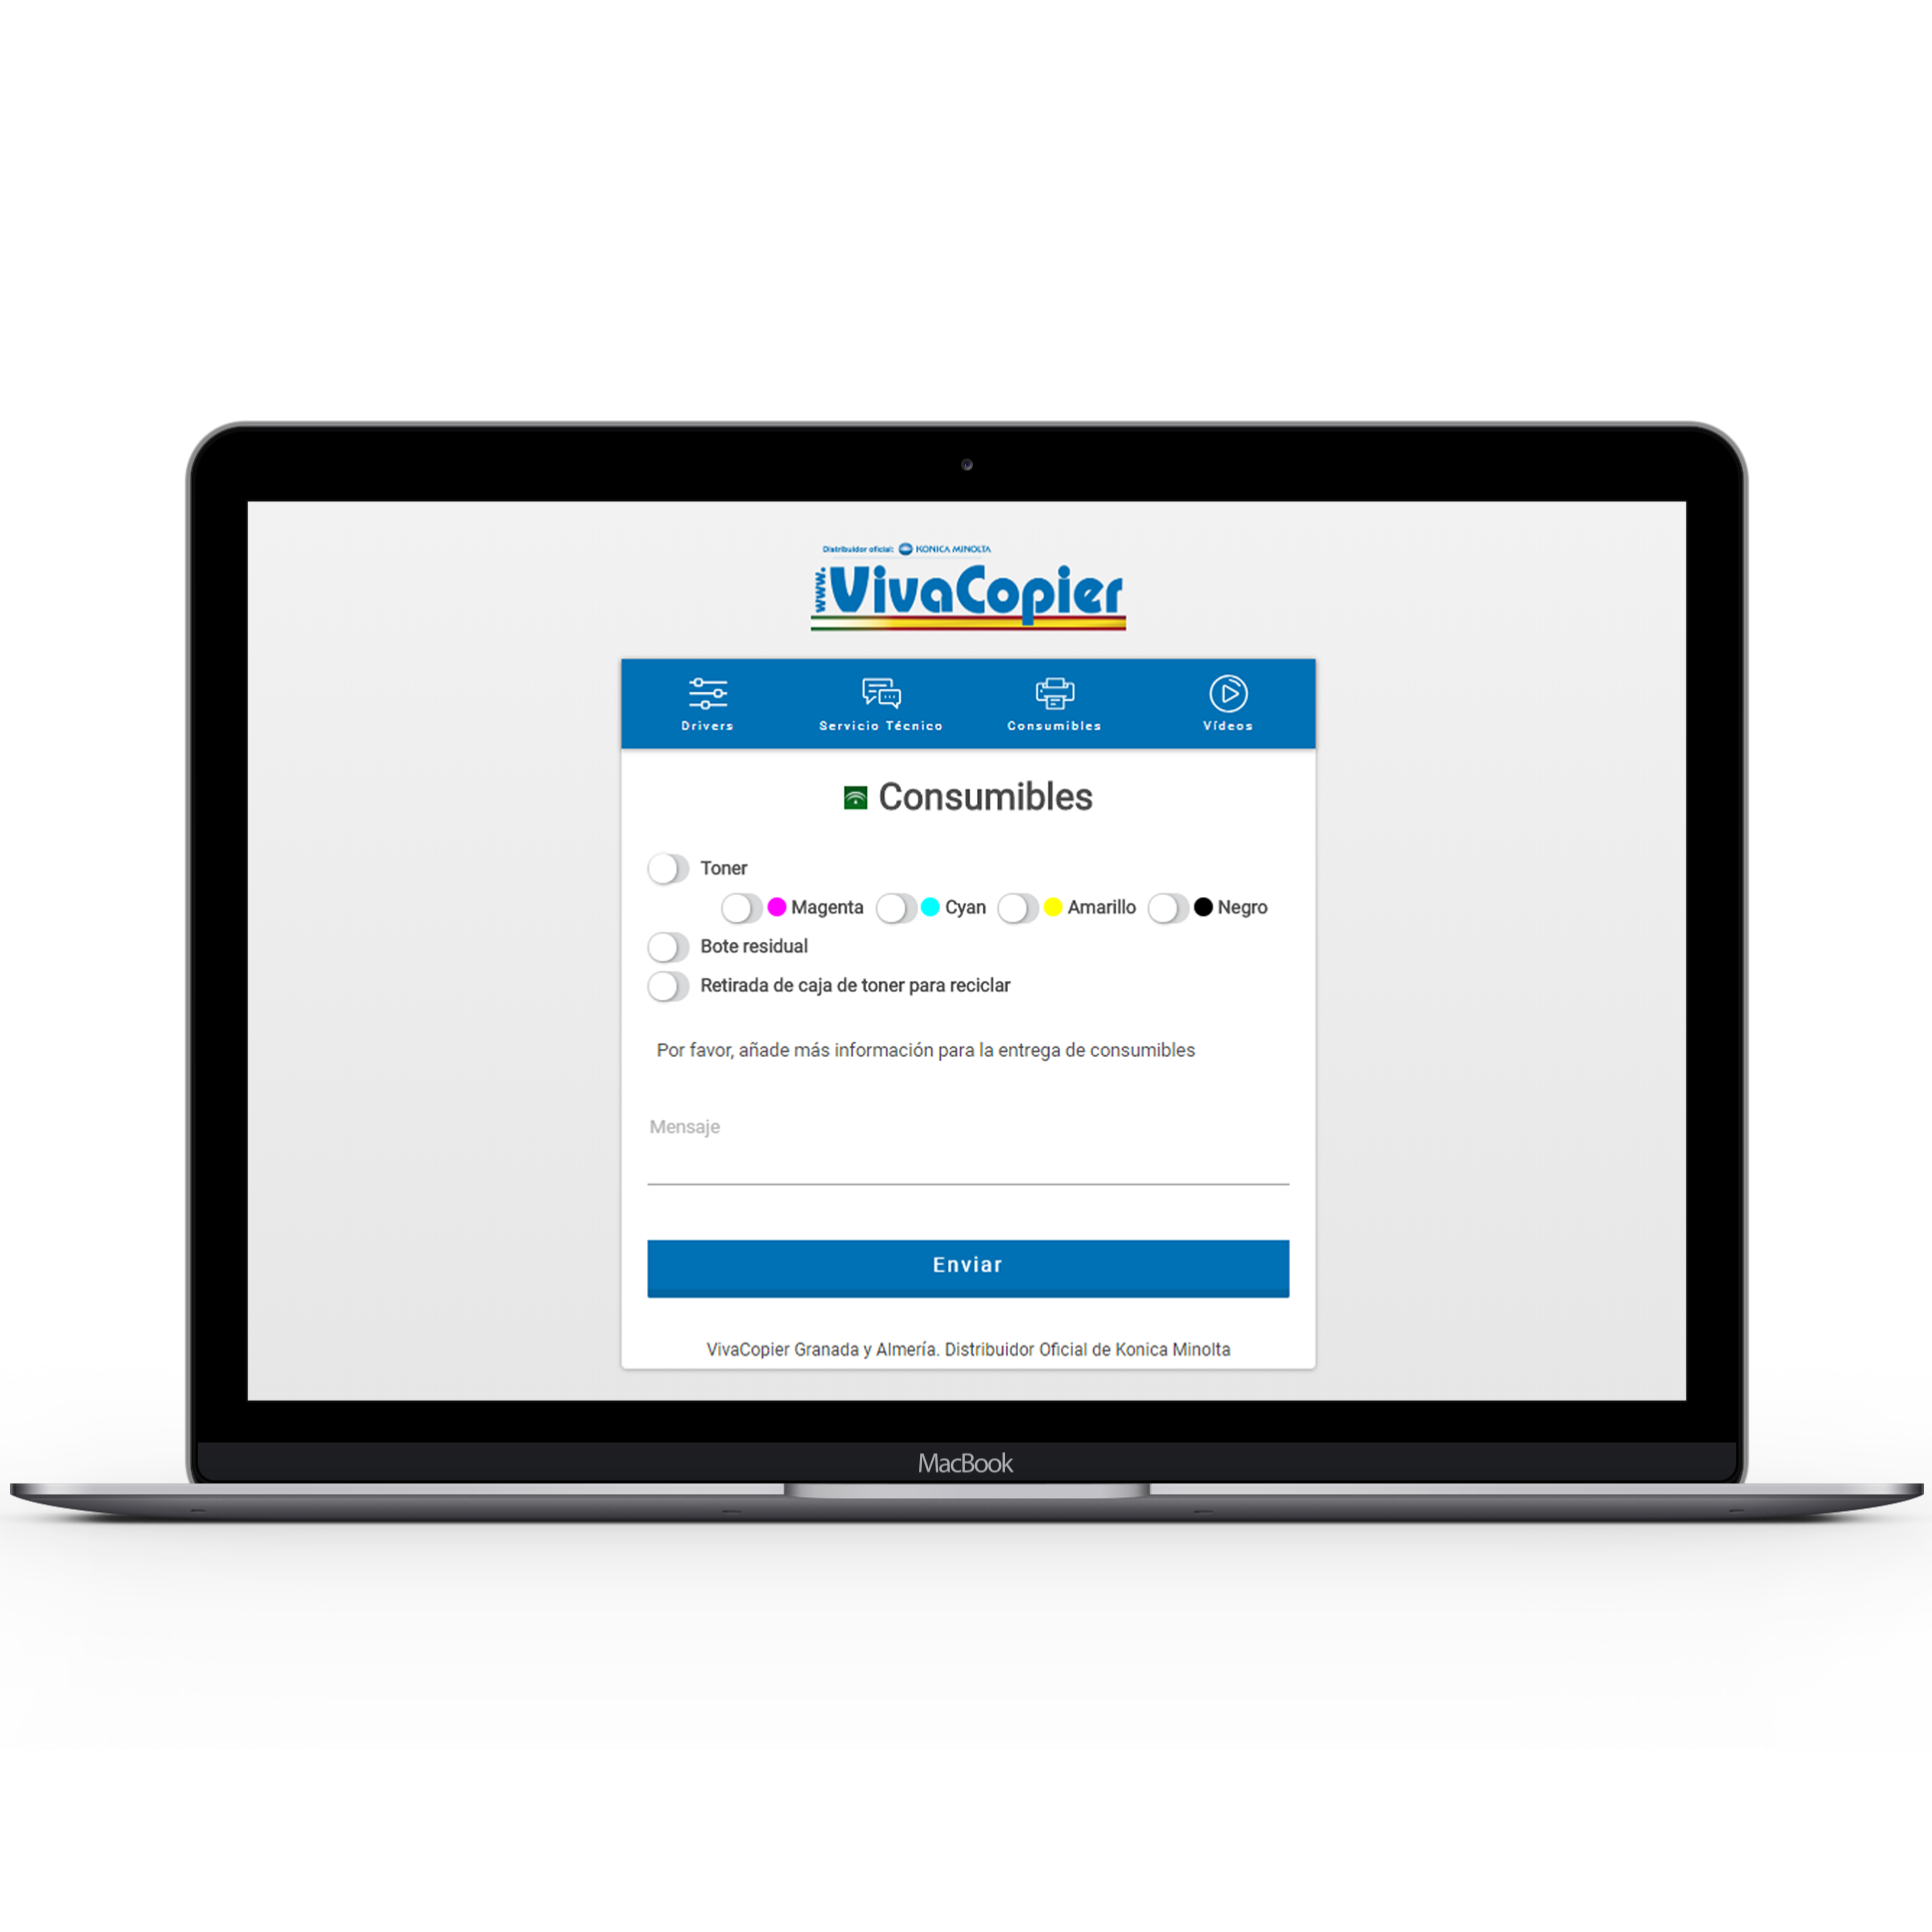 Distribuidor oficial: KONICA MINOLTA
www.VivaCopier
Drivers Servicio Técnico Consumibles Vídeos
Consumibles
Toner
Magenta Cyan Amarillo Negro
Bote residual
Retirada de caja de toner para reciclar
Por favor, añade más información para la entrega de consumibles
Mensaje
Enviar
VivaCopier Granada y Almería. Distribuidor Oficial de Konica Minolta
MacBook